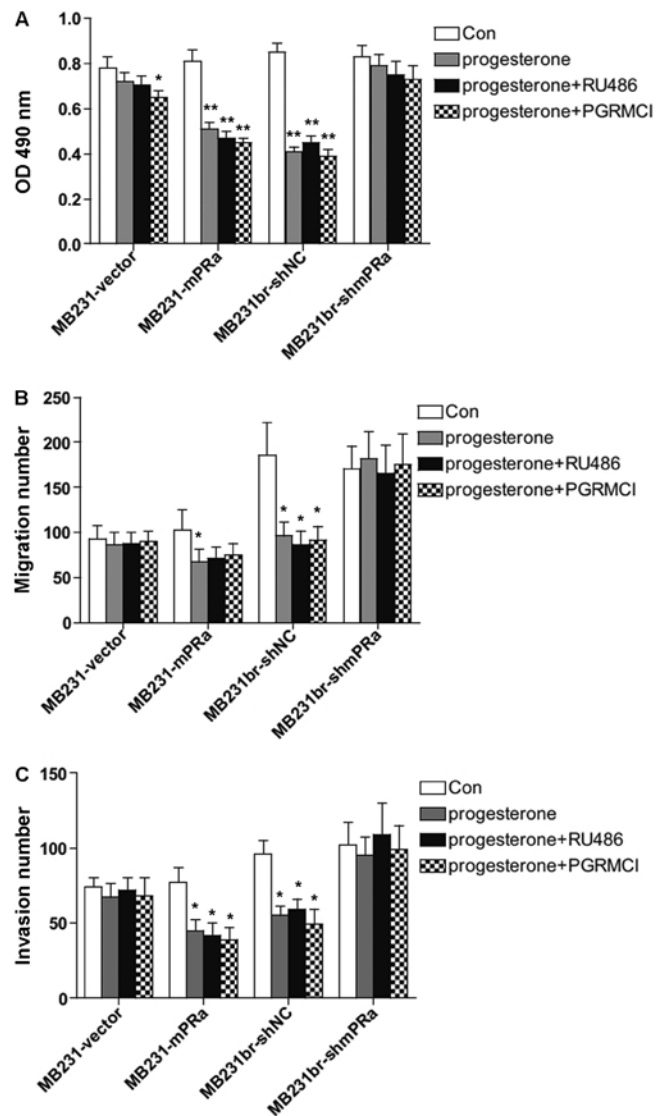 A
OD 490 nm
0.0
0.2
0.4
0.6
0.8
1.0
*
** ** **
** ** **
Con
progesterone
progesterone+RU486
progesterone+PGRMCI
MB231-vector
MB231-mPRa
MB231br-shNC
MB231br-shmPRa
B
Migration number
250
200
150
100
50
0
*
* * *
Con
progesterone
progesterone+RU486
progesterone+PGRMCI
MB231-vector
MB231-mPRa
MB231br-shNC
MB231br-shmPRa
C
Invasion number
150
100
50
0
* * *
* * *
Con
progesterone
progesterone+RU486
progesterone+PGRMCI
MB231-vector
MB231-mPRa
MB231br-shNC
MB231br-shmPRa